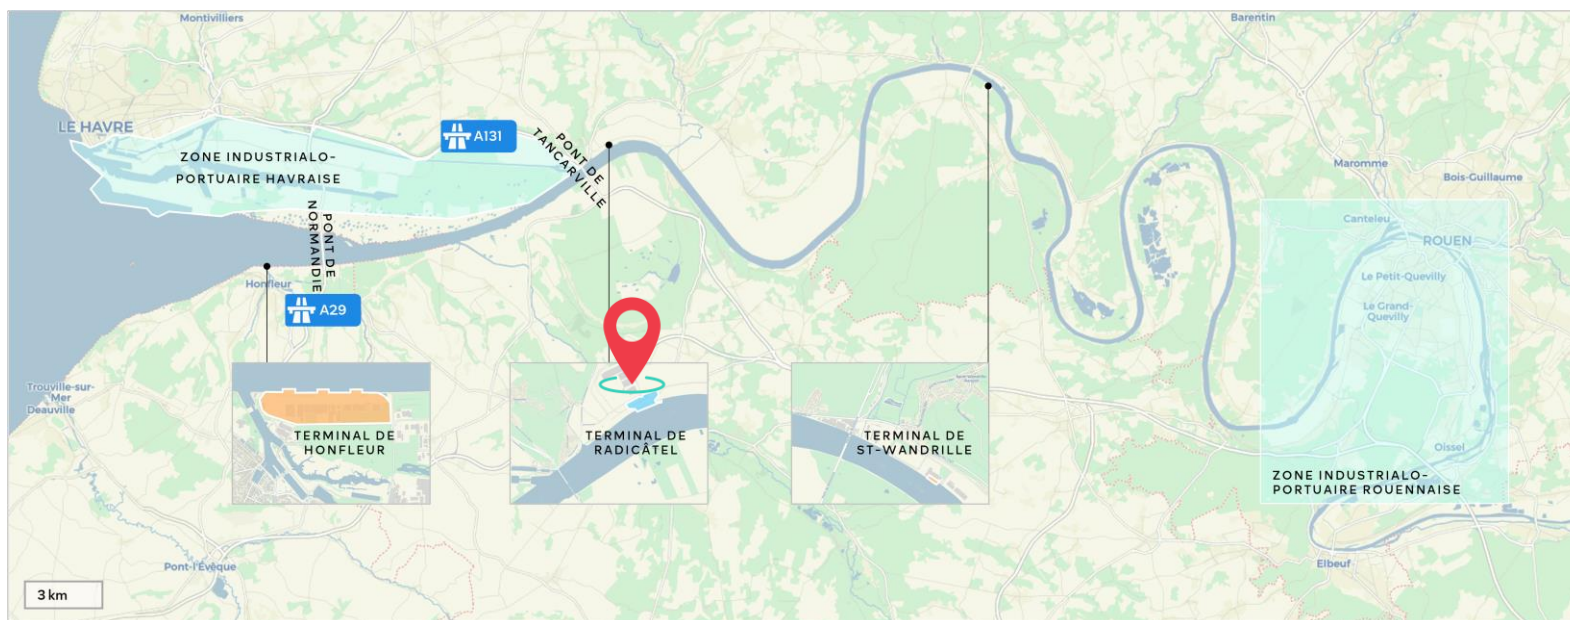 Montivilliers
Barentin
LE HAVRE
A131
PONT DE
TANCARVILLE
ZONE INDUSTRIALO-
PORTUAIRE HAVRAISE
Maromme
Bois-Guillaume
PONT DE
NORMANDIE
Canteleu
ROUEN
Honfleur
A29
Le Petit-Quevilly
Le Grand-
Quevilly
Trouville-sur-
Mer
Deauville
TERMINAL DE
HONFLEUR
TERMINAL DE
RADICÂTEL
TERMINAL DE
ST-WANDRILLE
Oissel
ZONE INDUSTRIALO-
PORTUAIRE ROUENNAISE
Pont-l'Évêque
Elbeuf
3 km